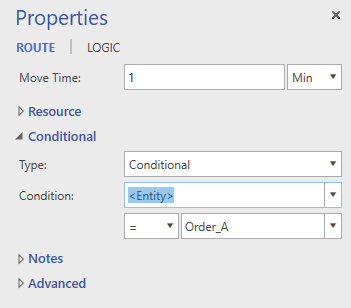 Properties
ROUTE | LOGIC
Move Time: 1 Min
Resource
Conditional
Type: Conditional
Condition: <Entity>
= Order_A
Notes
Advanced